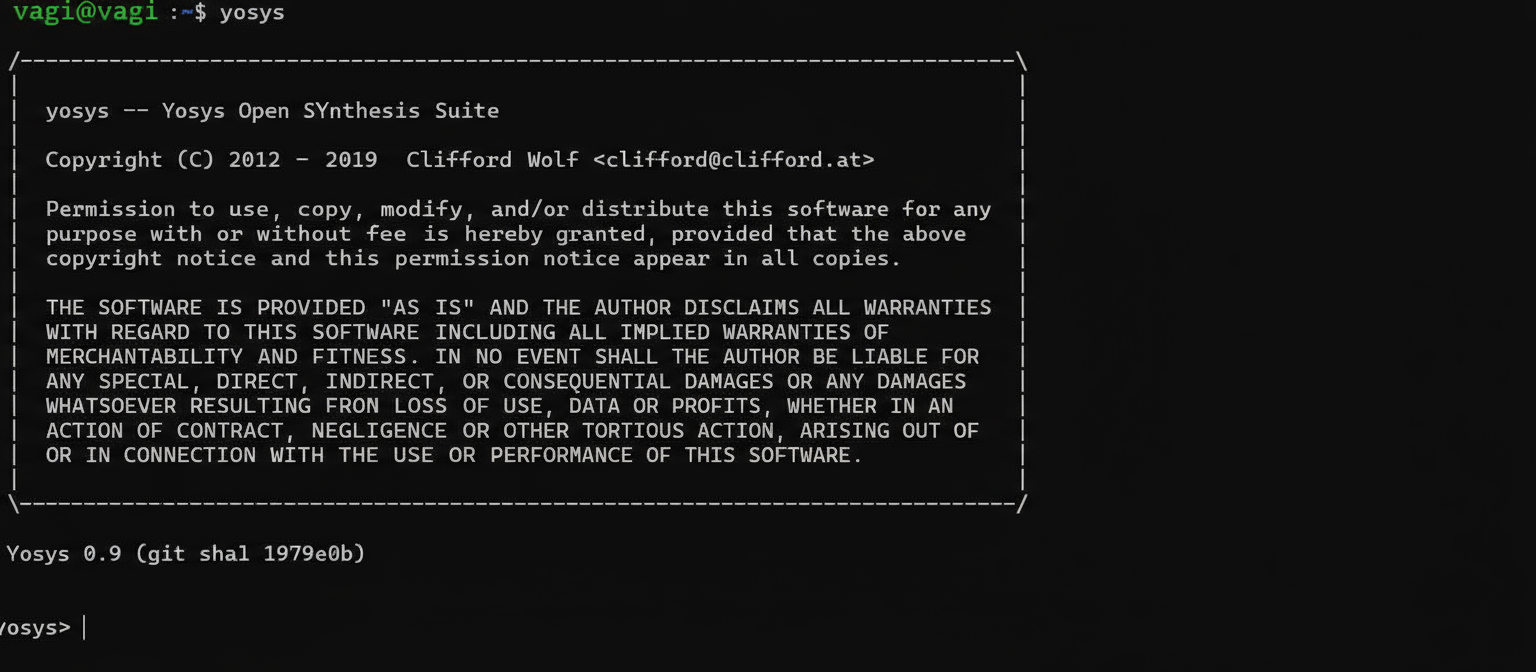 vagi@vagi :~$ yosys
/----------------------------------------------------------------------------\
yosys -- Yosys Open SYnthesis Suite
Copyright (C) 2012 - 2019  Clifford Wolf <clifford@clifford.at>
Permission to use, copy, modify, and/or distribute this software for any
purpose with or without fee is hereby granted, provided that the above
copyright notice and this permission notice appear in all copies.
THE SOFTWARE IS PROVIDED "AS IS" AND THE AUTHOR DISCLAIMS ALL WARRANTIES
WITH REGARD TO THIS SOFTWARE INCLUDING ALL IMPLIED WARRANTIES OF
MERCHANTABILITY AND FITNESS. IN NO EVENT SHALL THE AUTHOR BE LIABLE FOR
ANY SPECIAL, DIRECT, INDIRECT, OR CONSEQUENTIAL DAMAGES OR ANY DAMAGES
WHATSOEVER RESULTING FRON LOSS OF USE, DATA OR PROFITS, WHETHER IN AN
ACTION OF CONTRACT, NEGLIGENCE OR OTHER TORTIOUS ACTION, ARISING OUT OF
OR IN CONNECTION WITH THE USE OR PERFORMANCE OF THIS SOFTWARE.
\----------------------------------------------------------------------------/
Yosys 0.9 (git shal 1979e0b)
yosys>